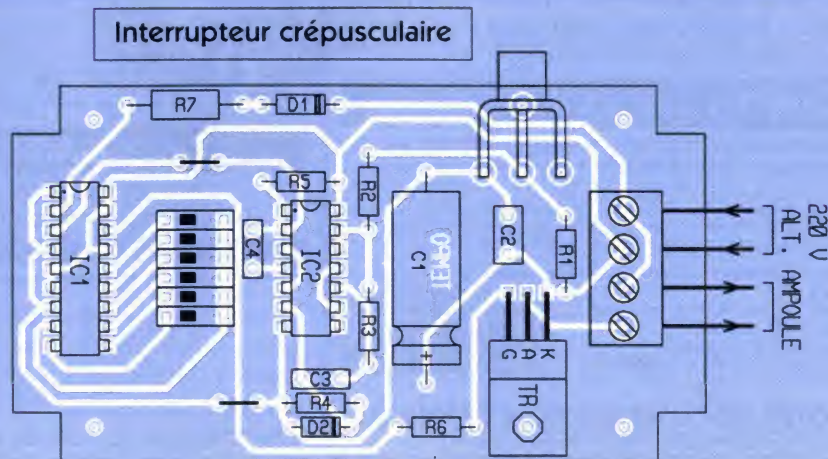 Interrupteur crépusculaire
R7
D1
R5
R2
IC1
C4
IC2
C1
C2
R1
220 V
ALT.
AMPOULE
R3
+
G A K
C3
R4
TR
D2
R6